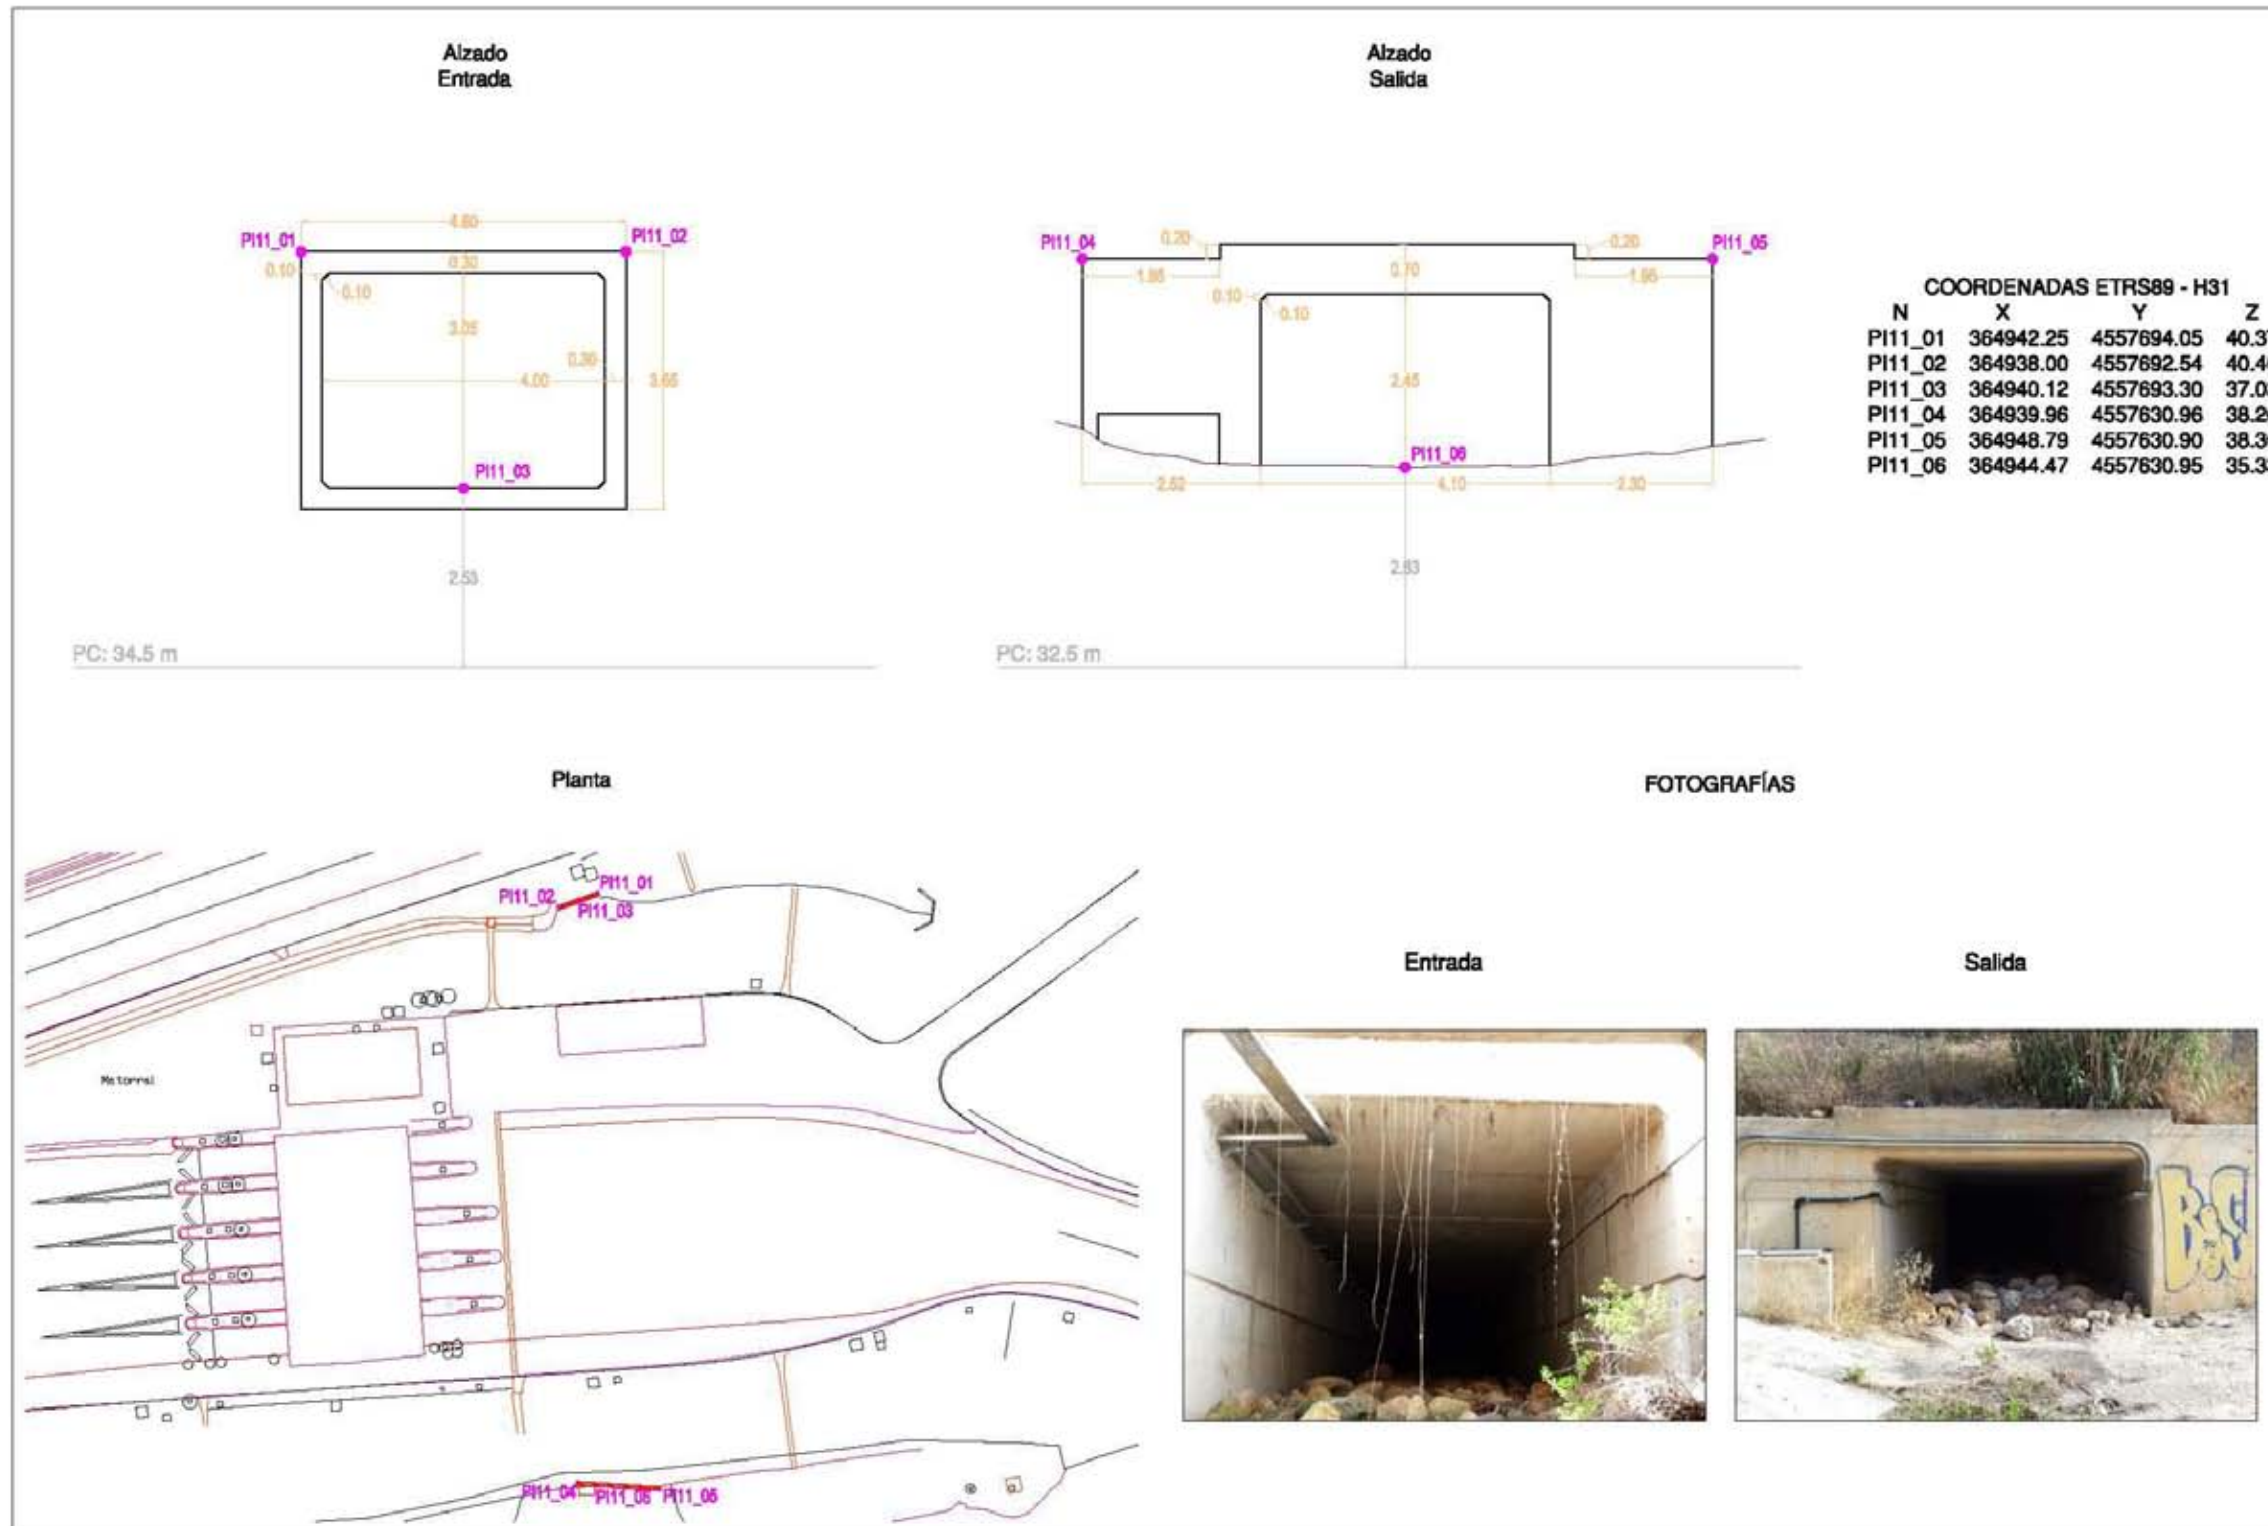 Alzado
Entrada
4.60
PI11_01
PI11_02
0.30
0.10
0.10
3.05
0.30
4.00
3.65
PI11_03
2.53
PC: 34.5 m
Alzado
Salida
PI11_04
0.20
0.20
PI11_05
1.95
0.70
1.95
0.10
0.10
2.45
PI11_06
2.52
4.10
2.30
2.83
PC: 32.5 m
COORDENADAS ETRS89 - H31
N X Y Z
PI11_01 364942.25 4557694.05
PI11_02 364938.00 4557692.54
PI11_03 364940.12 4557693.30
PI11_04 364939.96 4557630.96
PI11_05 364948.79 4557630.90
PI11_06 364944.47 4557630.95
Planta
PI11_01
PI11_02
PI11_03
Matorral
PI11_04
PI11_06
PI11_05
FOTOGRAFÍAS
Entrada
Salida